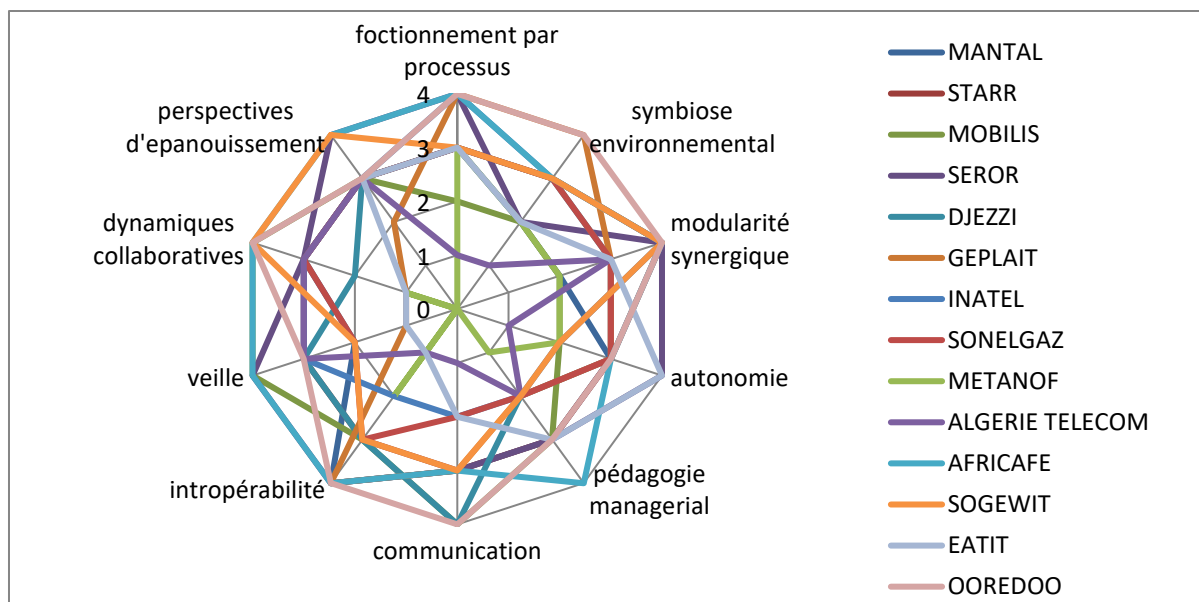 foctionnement par
processus
symbiose
environnemental
modularité
synergique
autonomie
pédagogie
managerial
communication
intropérabilité
veille
dynamiques
collaboratives
perspectives
d'epanouissement
4
3
2
1
0
MANTAL
STARR
MOBILIS
SEROR
DJEZZI
GEPLAIT
INATEL
SONELGAZ
METANOF
ALGERIE TELECOM
AFRICAFE
SOGEWIT
EATIT
OOREDOO